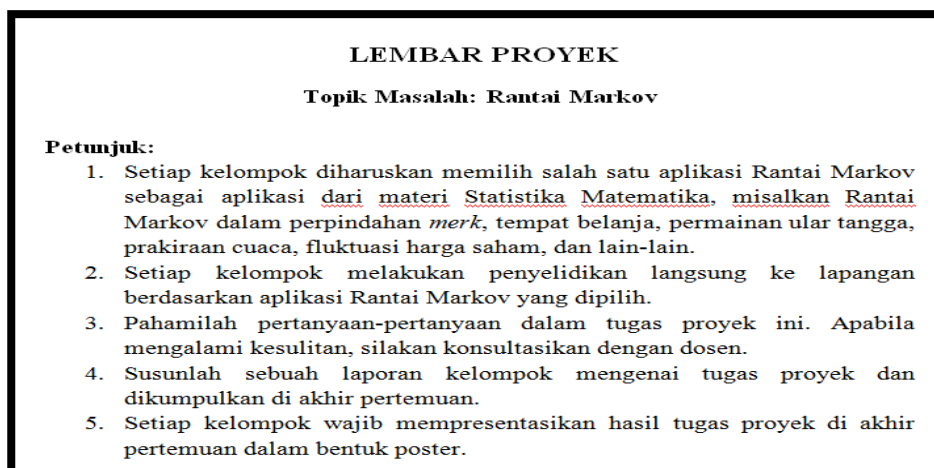 LEMBAR PROYEK
Topik Masalah: Rantai Markov
Petunjuk:
1. Setiap kelompok diharuskan memilih salah satu aplikasi Rantai Markov
sebagai aplikasi dari materi Statistika Matematika, misalkan Rantai
Markov dalam perpindahan merk, tempat belanja, permainan ular tangga,
prakiraan cuaca, fluktuasi harga saham, dan lain-lain.
2. Setiap kelompok melakukan penyelidikan langsung ke lapangan
berdasarkan aplikasi Rantai Markov yang dipilih.
3. Pahamilah pertanyaan-pertanyaan dalam tugas proyek ini. Apabila
mengalami kesulitan, silakan konsultasikan dengan dosen.
4. Susunlah sebuah laporan kelompok mengenai tugas proyek dan
dikumpulkan di akhir pertemuan.
5. Setiap kelompok wajib mempresentasikan hasil tugas proyek di akhir
pertemuan dalam bentuk poster.